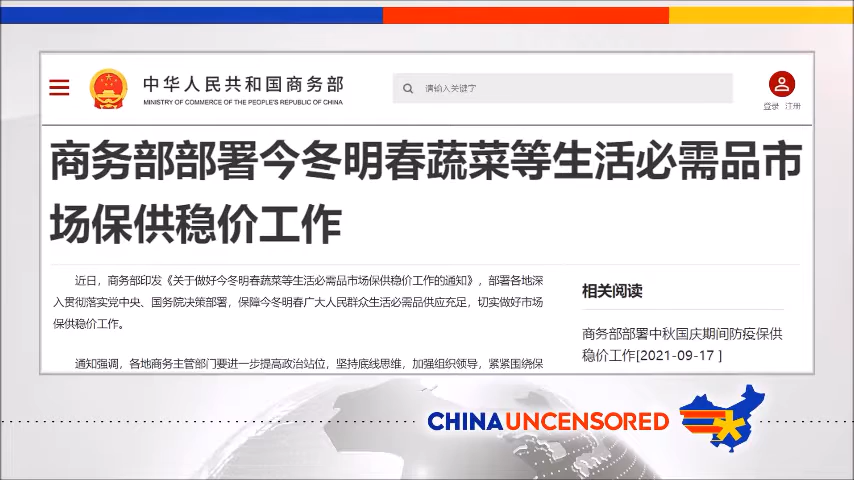 中华人民共和国商务部
MINISTRY OF COMMERCE OF THE PEOPLE'S REPUBLIC OF CHINA
请输入关键字
登录 注册
商务部部署今冬明春蔬菜等生活必需品市
场保供稳价工作
近日，商务部印发《关于做好今冬明春蔬菜等生活必需品市场保供稳价工作的通知》，部署各地深
入贯彻落实党中央、国务院决策部署，保障今冬明春广大人民群众生活必需品供应充足，切实做好市场
保供稳价工作。
通知强调，各地商务主管部门要进一步提高政治站位，坚持底线思维，加强组织领导，紧紧围绕保
相关阅读
商务部部署中秋国庆期间防疫保供
稳价工作[2021-09-17 ]
CHINA UNCENSORED